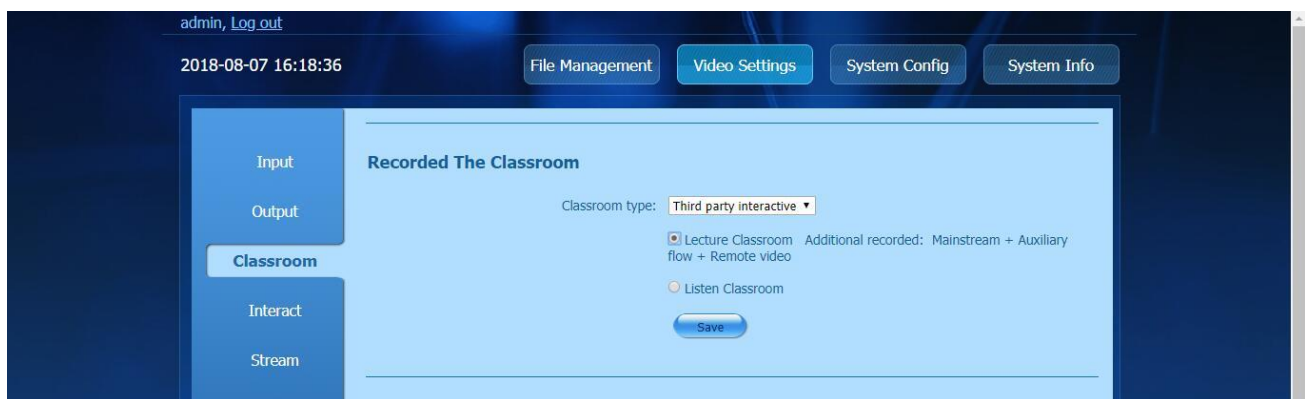 admin, Log out
2018-08-07 16:18:36
File Management
Video Settings
System Config
System Info
Input
Output
Classroom
Interact
Stream
Recorded The Classroom
Classroom type: Third party interactive
Lecture Classroom Additional recorded: Mainstream + Auxiliary
flow + Remote video
Listen Classroom
Save